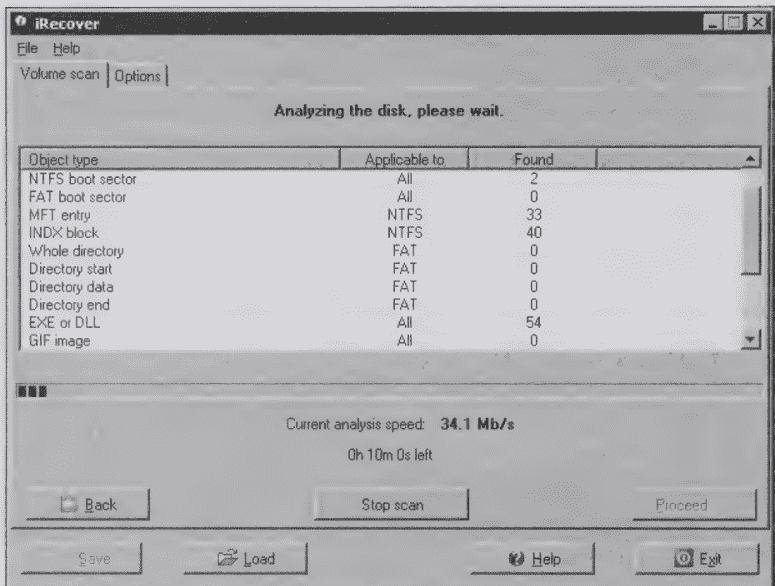 iRecover
File Help
Volume scan Options
Analyzing the disk, please wait.
Object type Applicable to Found
NTFS boot sector All 2
FAT boot sector All 0
MFT entry NTFS 33
INDX block NTFS 40
Whole directory FAT 0
Directory start FAT 0
Directory data FAT 0
Directory end FAT 0
EXE or DLL All 54
GIF image All 0
Current analysis speed: 34.1 Mb/s
0h 10m 0s left
Back Stop scan Proceed
Save Load Help Exit